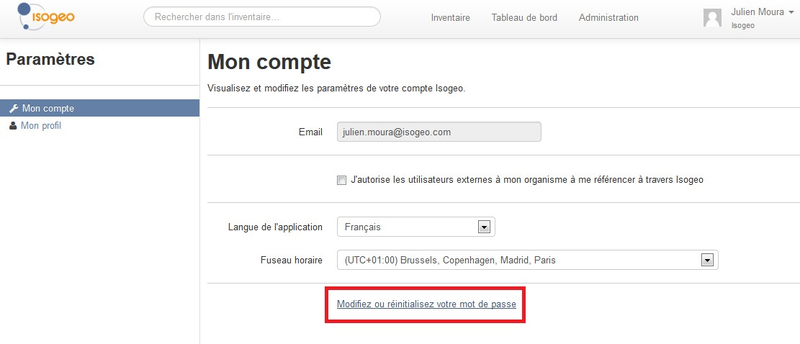 isogeo
Rechercher dans l'inventaire...
Inventaire
Tableau de bord
Administration
Julien Moura
Isogeo
Paramètres
Mon compte
Mon profil
Mon compte
Visualisez et modifiez les paramètres de votre compte Isogeo.
Email
julien.moura@isogeo.com
J'autorise les utilisateurs externes à mon organisme à me référencer à travers Isogeo
Langue de l'application
Français
Fuseau horaire
(UTC+01:00) Brussels, Copenhagen, Madrid, Paris
Modifiez ou réinitialisez votre mot de passe